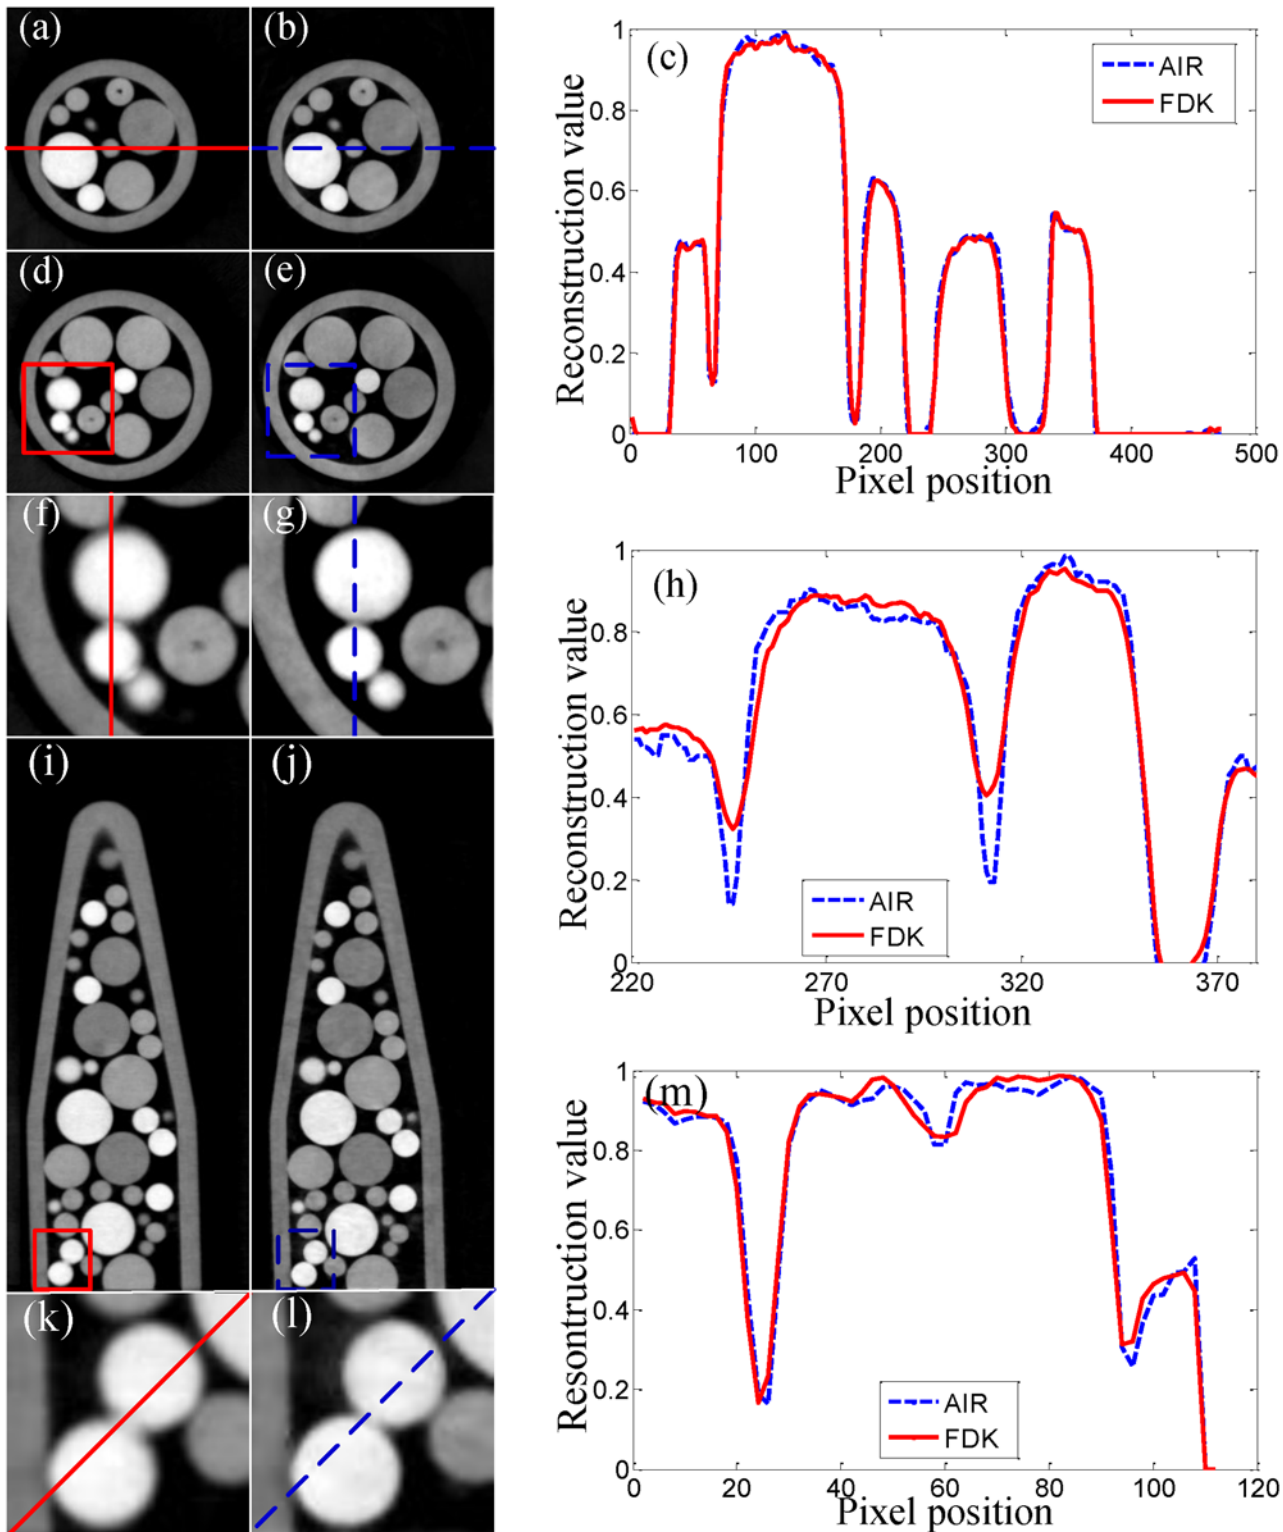 (a)
(b)
(c)
AIR
FDK
Reconstruction value
1
0.8
0.6
0.4
0.2
0
0 100 200 300 400 500
Pixel position
(d)
(e)
(f)
(g)
(h)
AIR
FDK
Reconstruction value
1
0.8
0.6
0.4
0.2
0
220 270 320 370
Pixel position
(i)
(j)
(k)
(l)
(m)
AIR
FDK
Resontruction value
1
0.8
0.6
0.4
0.2
0
0 20 40 60 80 100 120
Pixel position